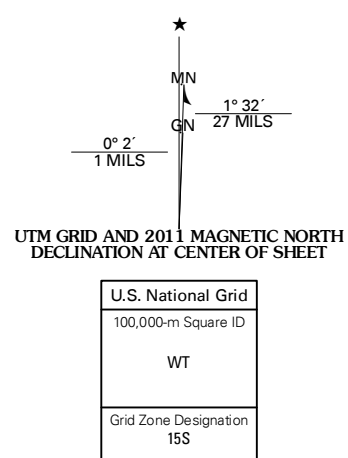 ★
MN
1° 32´
27 MILS
GN
0° 2´
1 MILS
UTM GRID AND 2011 MAGNETIC NORTH
DECLINATION AT CENTER OF SHEET
U.S. National Grid
100,000-m Square ID
WT
Grid Zone Designation
15S